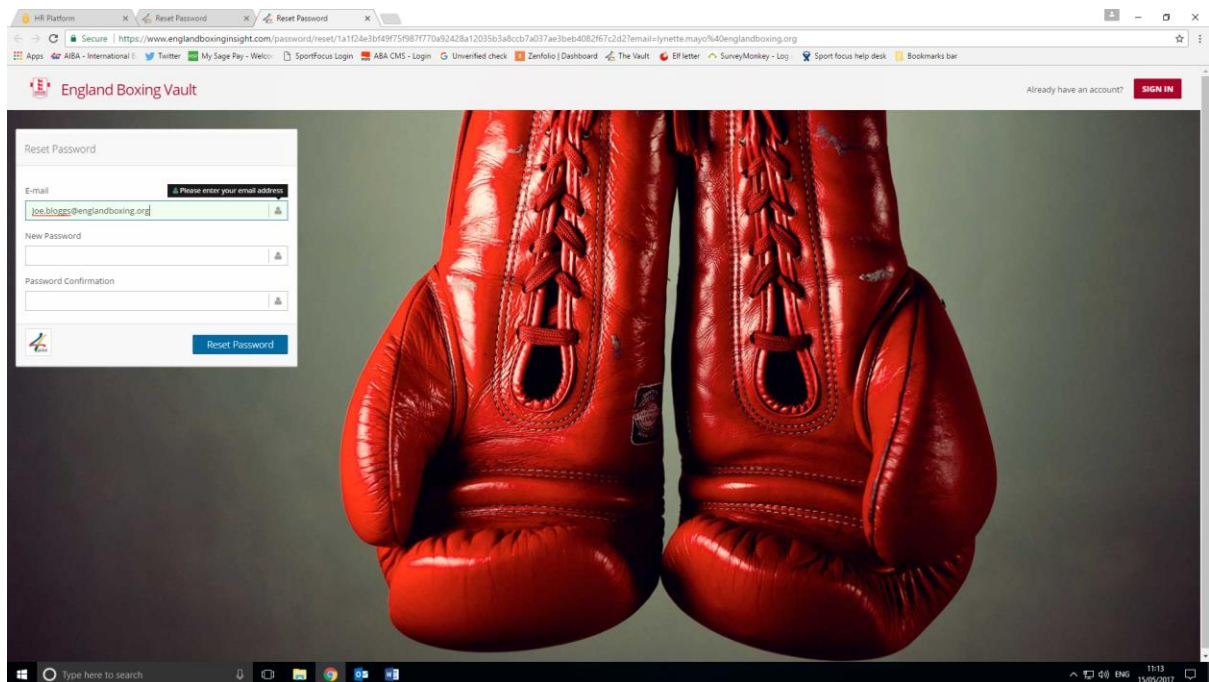 HR Platform
Reset Password
Reset Password
Secure | https://www.englandboxinginsight.com/password/reset/1a1f24e3bf49f75f987ff770a92428a12035b3a8ccb7a037ae3beb4082f67c2d2?email=lynette.mayo%40englandboxing.org
Apps AIBA - International B Twitter My Sage Pay - Welco SportFocus Login ABA CMS - Login Unverified check Zenfolio | Dashboard The Vault Elf letter SurveyMonkey - Log Sport focus help desk Bookmarks bar
England Boxing Vault
Already have an account? SIGN IN
Reset Password
E-mail
Please enter your email address
Joe.bloggs@englandboxing.org
New Password
Password Confirmation
Reset Password
Type here to search
ENG
11:13
15/05/2017